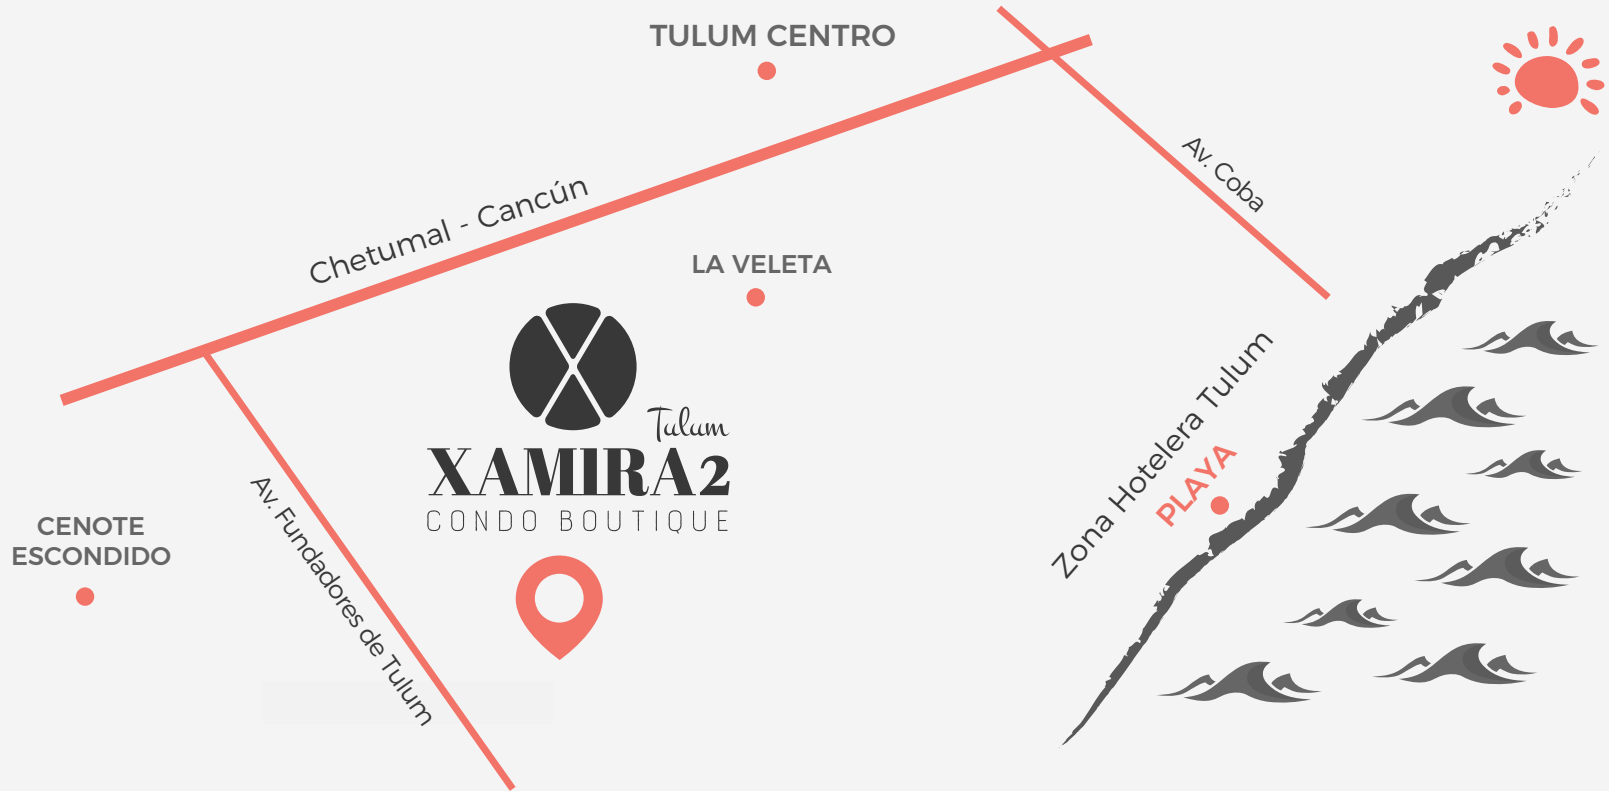 TULUM CENTRO
Av. Coba
Chetumal - Cancún
LA VELETA
Tulum
XAMIRA2
CONDO BOUTIQUE
Zona Hotelera Tulum
PLAYA
Av. Fundadores de Tulum
CENOTE
ESCONDIDO